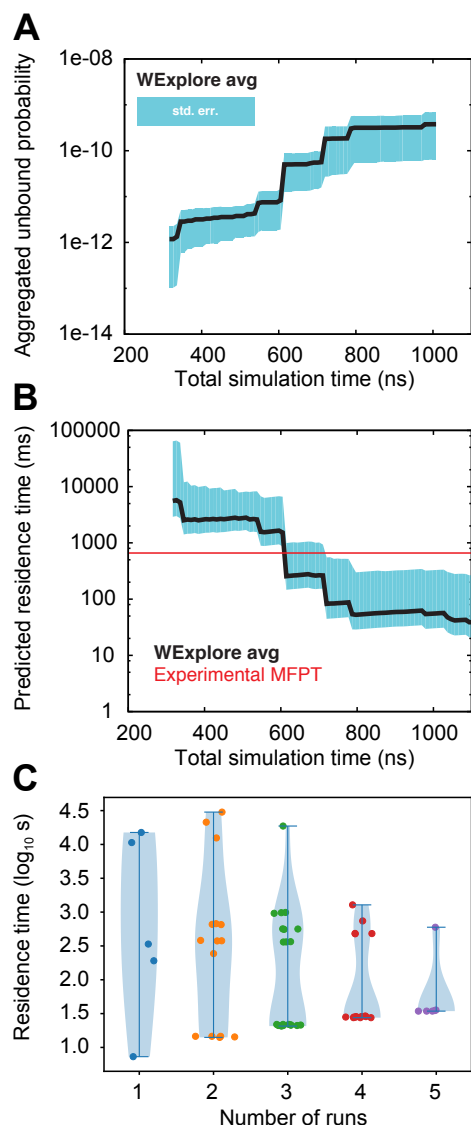 A
Aggregated unbound probability
1e-08
1e-10
1e-12
1e-14
WExplore avg
std. err.
200 400 600 800 1000
Total simulation time (ns)
B
Predicted residence time (ms)
100000
10000
1000
100
10
1
WExplore avg
Experimental MFPT
200 400 600 800 1000
Total simulation time (ns)
C
Residence time (log₁₀ s)
4.5
4.0
3.5
3.0
2.5
2.0
1.5
1.0
1 2 3 4 5
Number of runs